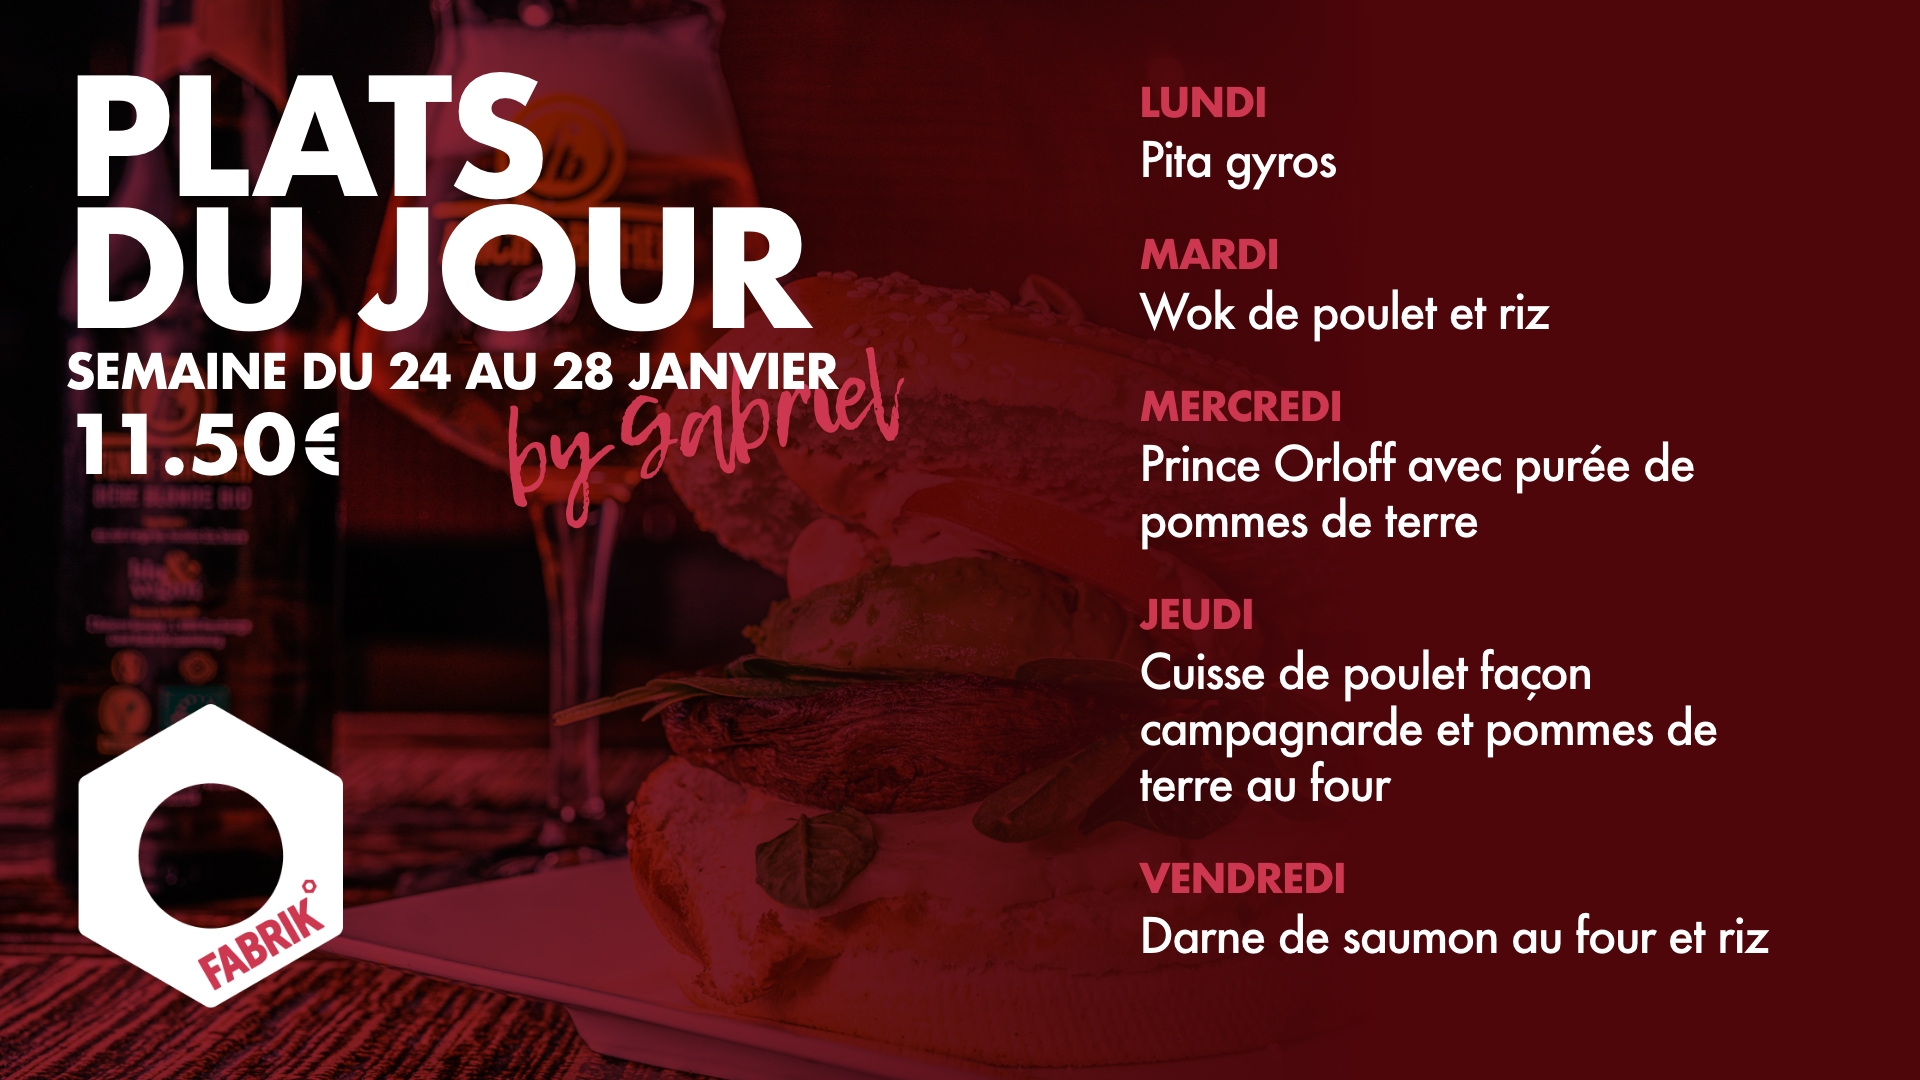 PLATS
DU JOUR
SEMAINE DU 24 AU 28 JANVIER
11.50€
by gabriel
FABRIK
LUNDI
Pita gyros
MARDI
Wok de poulet et riz
MERCREDI
Prince Orloff avec purée de
pommes de terre
JEUDI
Cuisse de poulet façon
campagnarde et pommes de
terre au four
VENDREDI
Darne de saumon au four et riz